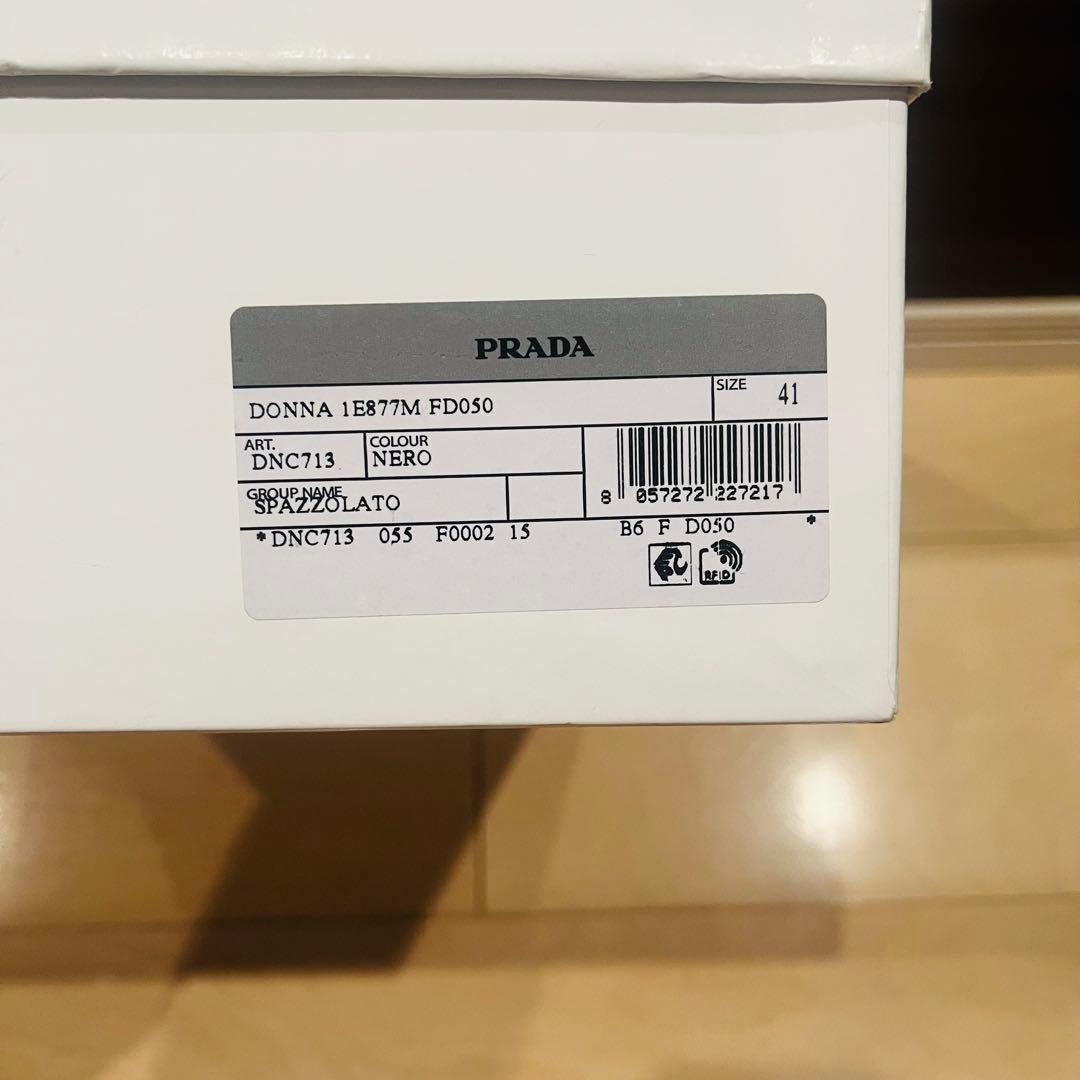 PRADA
DONNA 1E877M FD050
SIZE 41
ART.
DNC713
COLOUR
NERO
GROUP NAME
SPAZZOLATO
8 057272 227217
*DNC713 055 F0002 15 B6 F D050 *
RFID